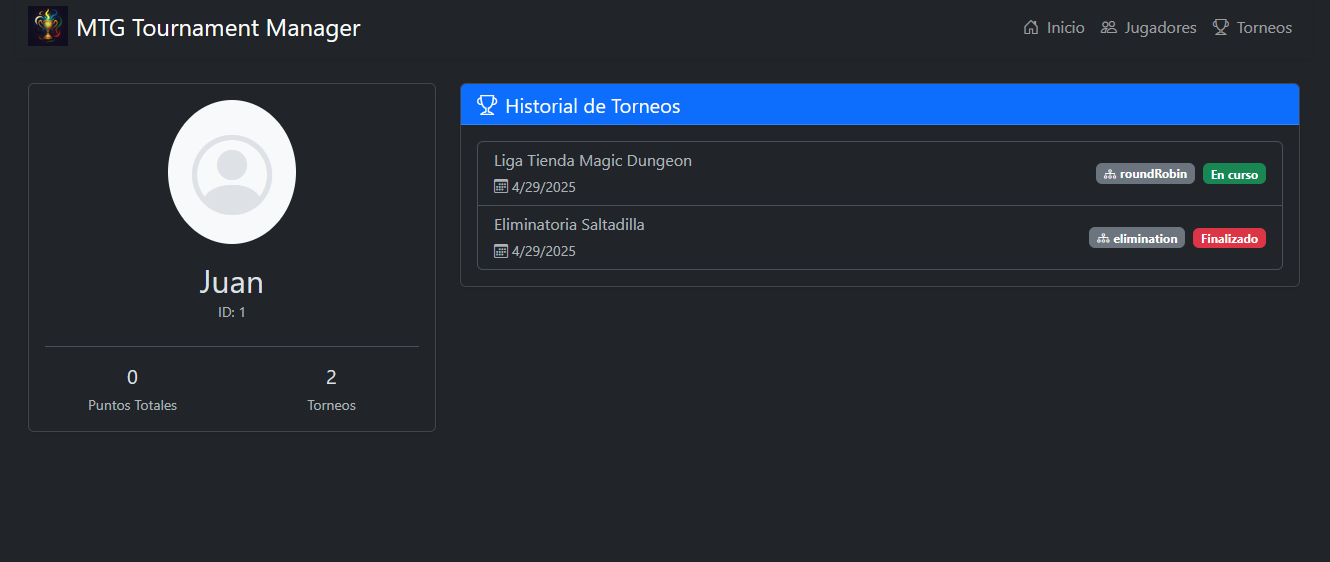 MTG Tournament Manager
Inicio
Jugadores
Torneos
Juan
ID: 1
0
Puntos Totales
2
Torneos
Historial de Torneos
Liga Tienda Magic Dungeon
4/29/2025
roundRobin
En curso
Eliminatoria Saltadilla
4/29/2025
elimination
Finalizado